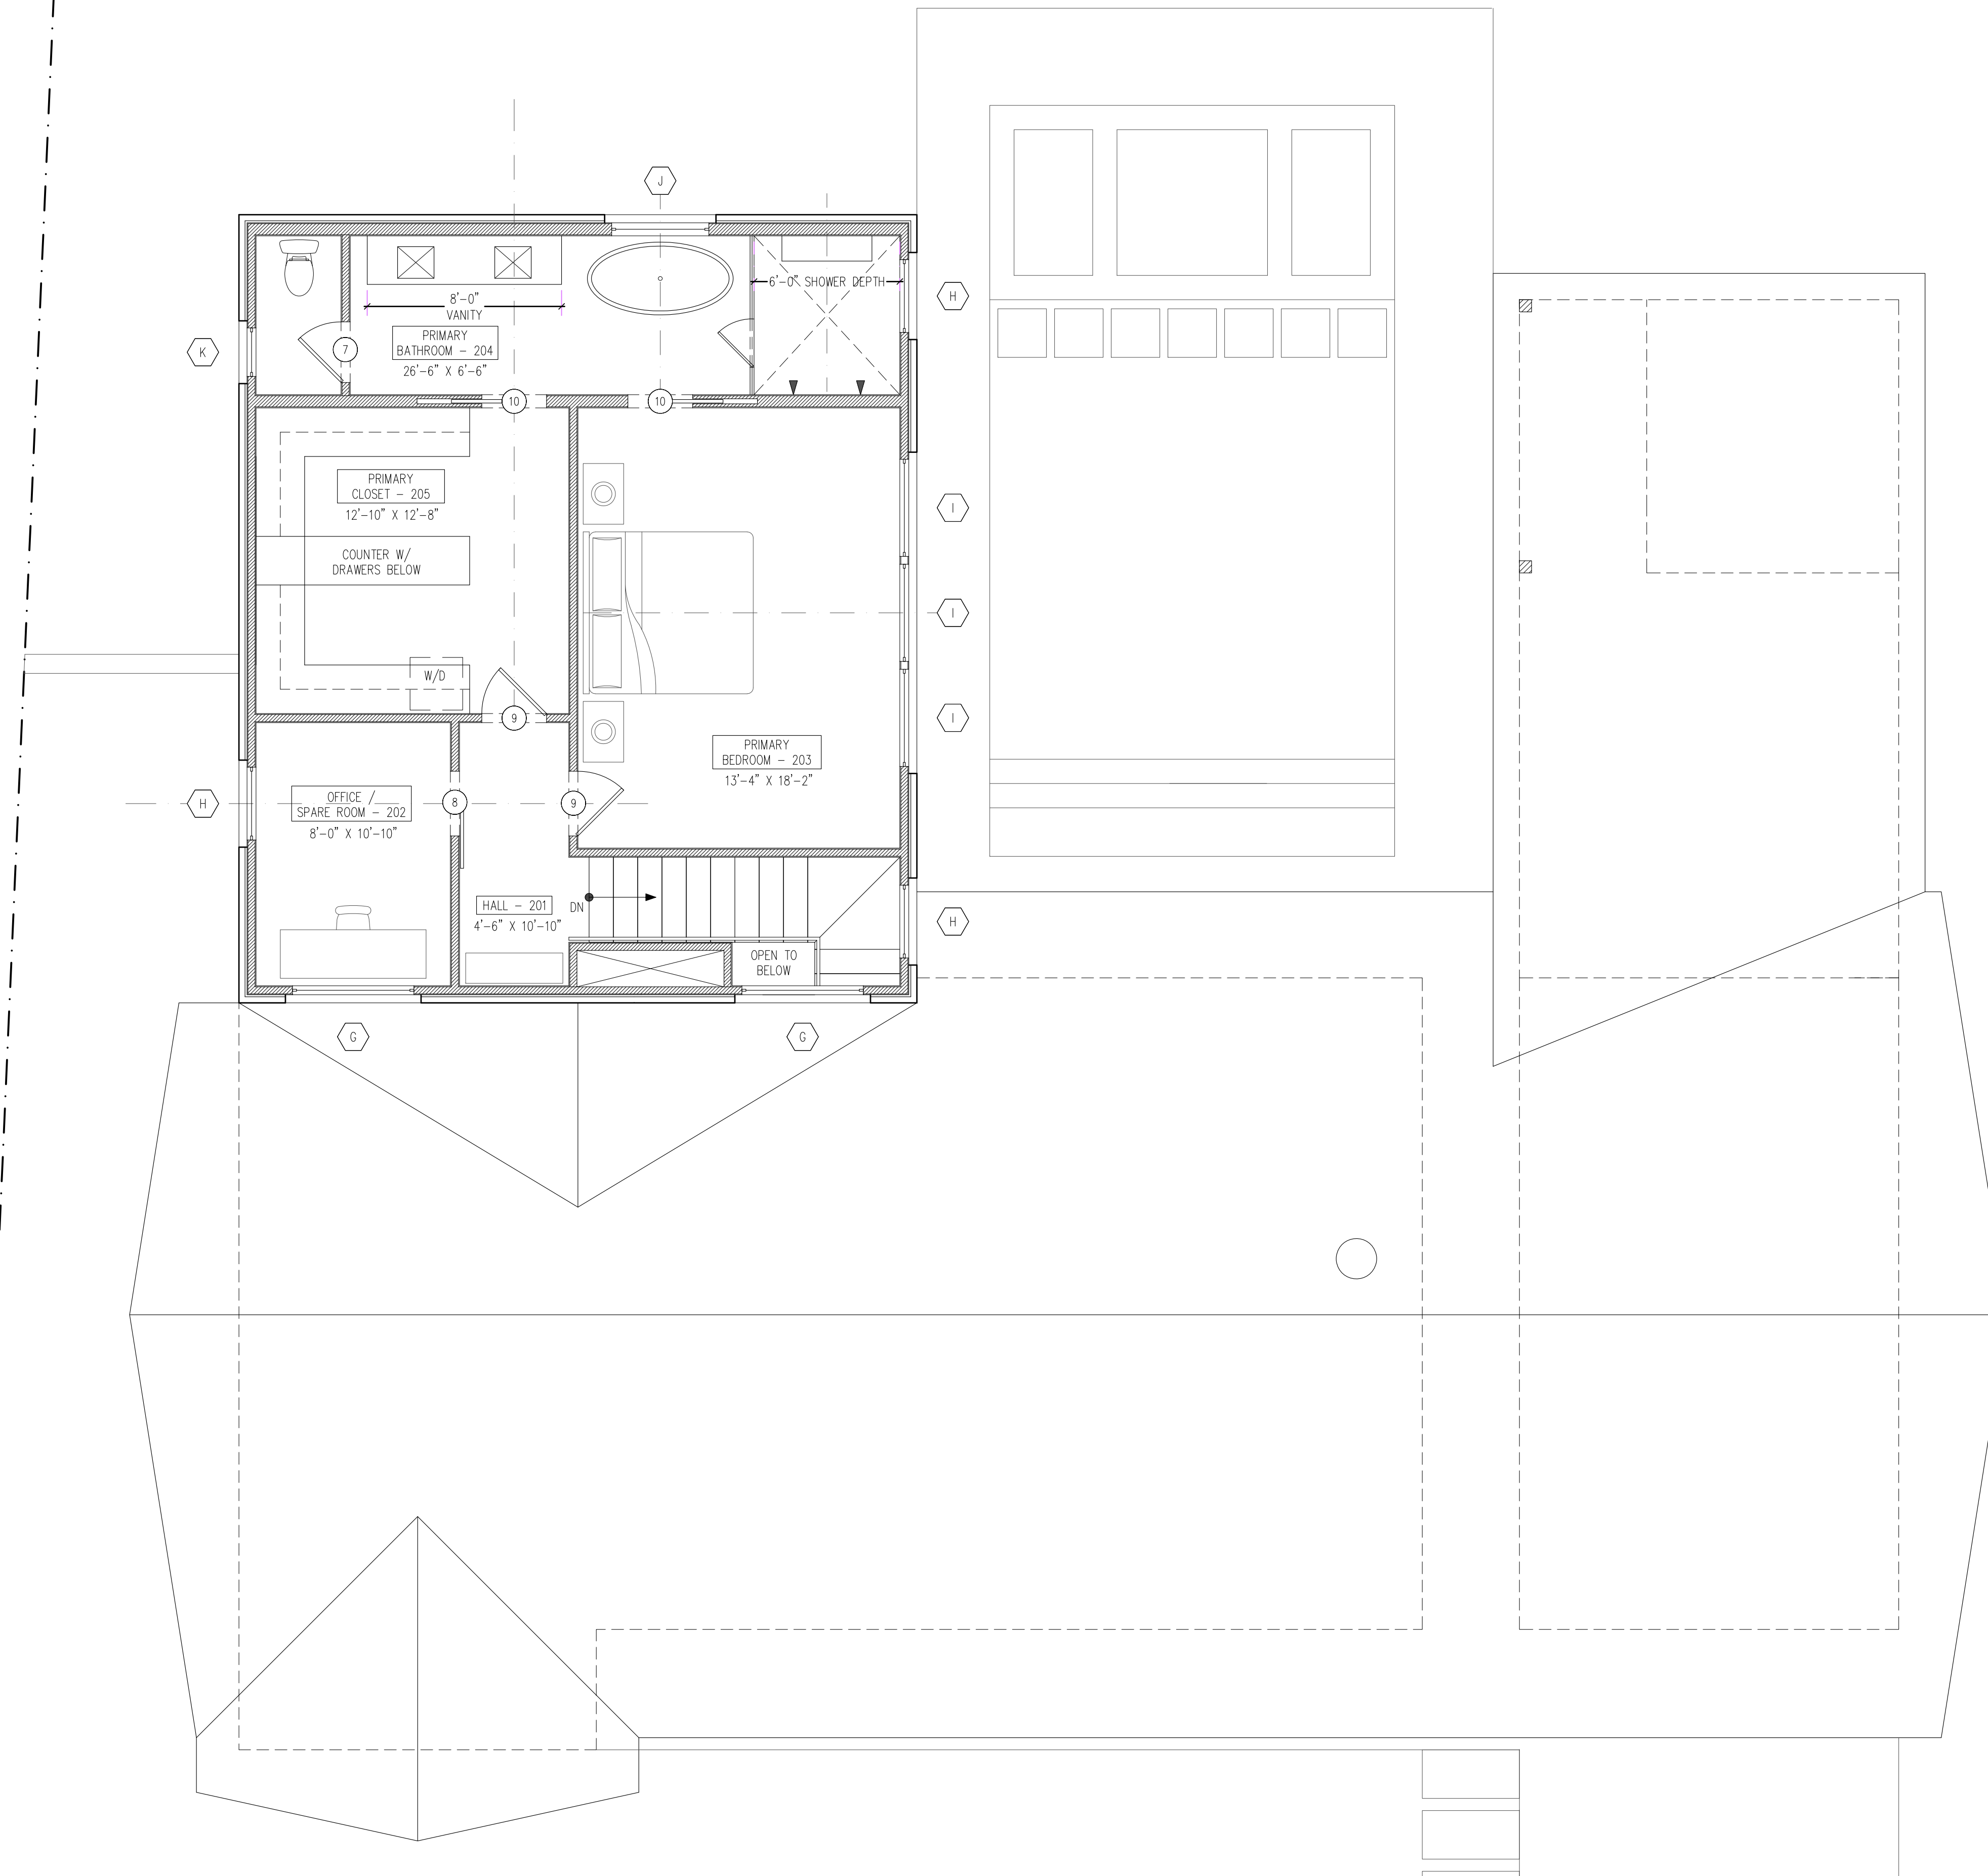 J
6'-0" SHOWER DEPTH
H
8'-0"
VANITY
PRIMARY
BATHROOM - 204
26'-6" X 6'-6"
7
K
10
10
PRIMARY
CLOSET - 205
12'-10" X 12'-8"
I
COUNTER W/
DRAWERS BELOW
I
W/D
9
I
PRIMARY
BEDROOM - 203
13'-4" X 18'-2"
H
OFFICE /
SPARE ROOM - 202
8'-0" X 10'-10"
8
9
HALL - 201
4'-6" X 10'-10"
DN
H
OPEN TO
BELOW
G
G